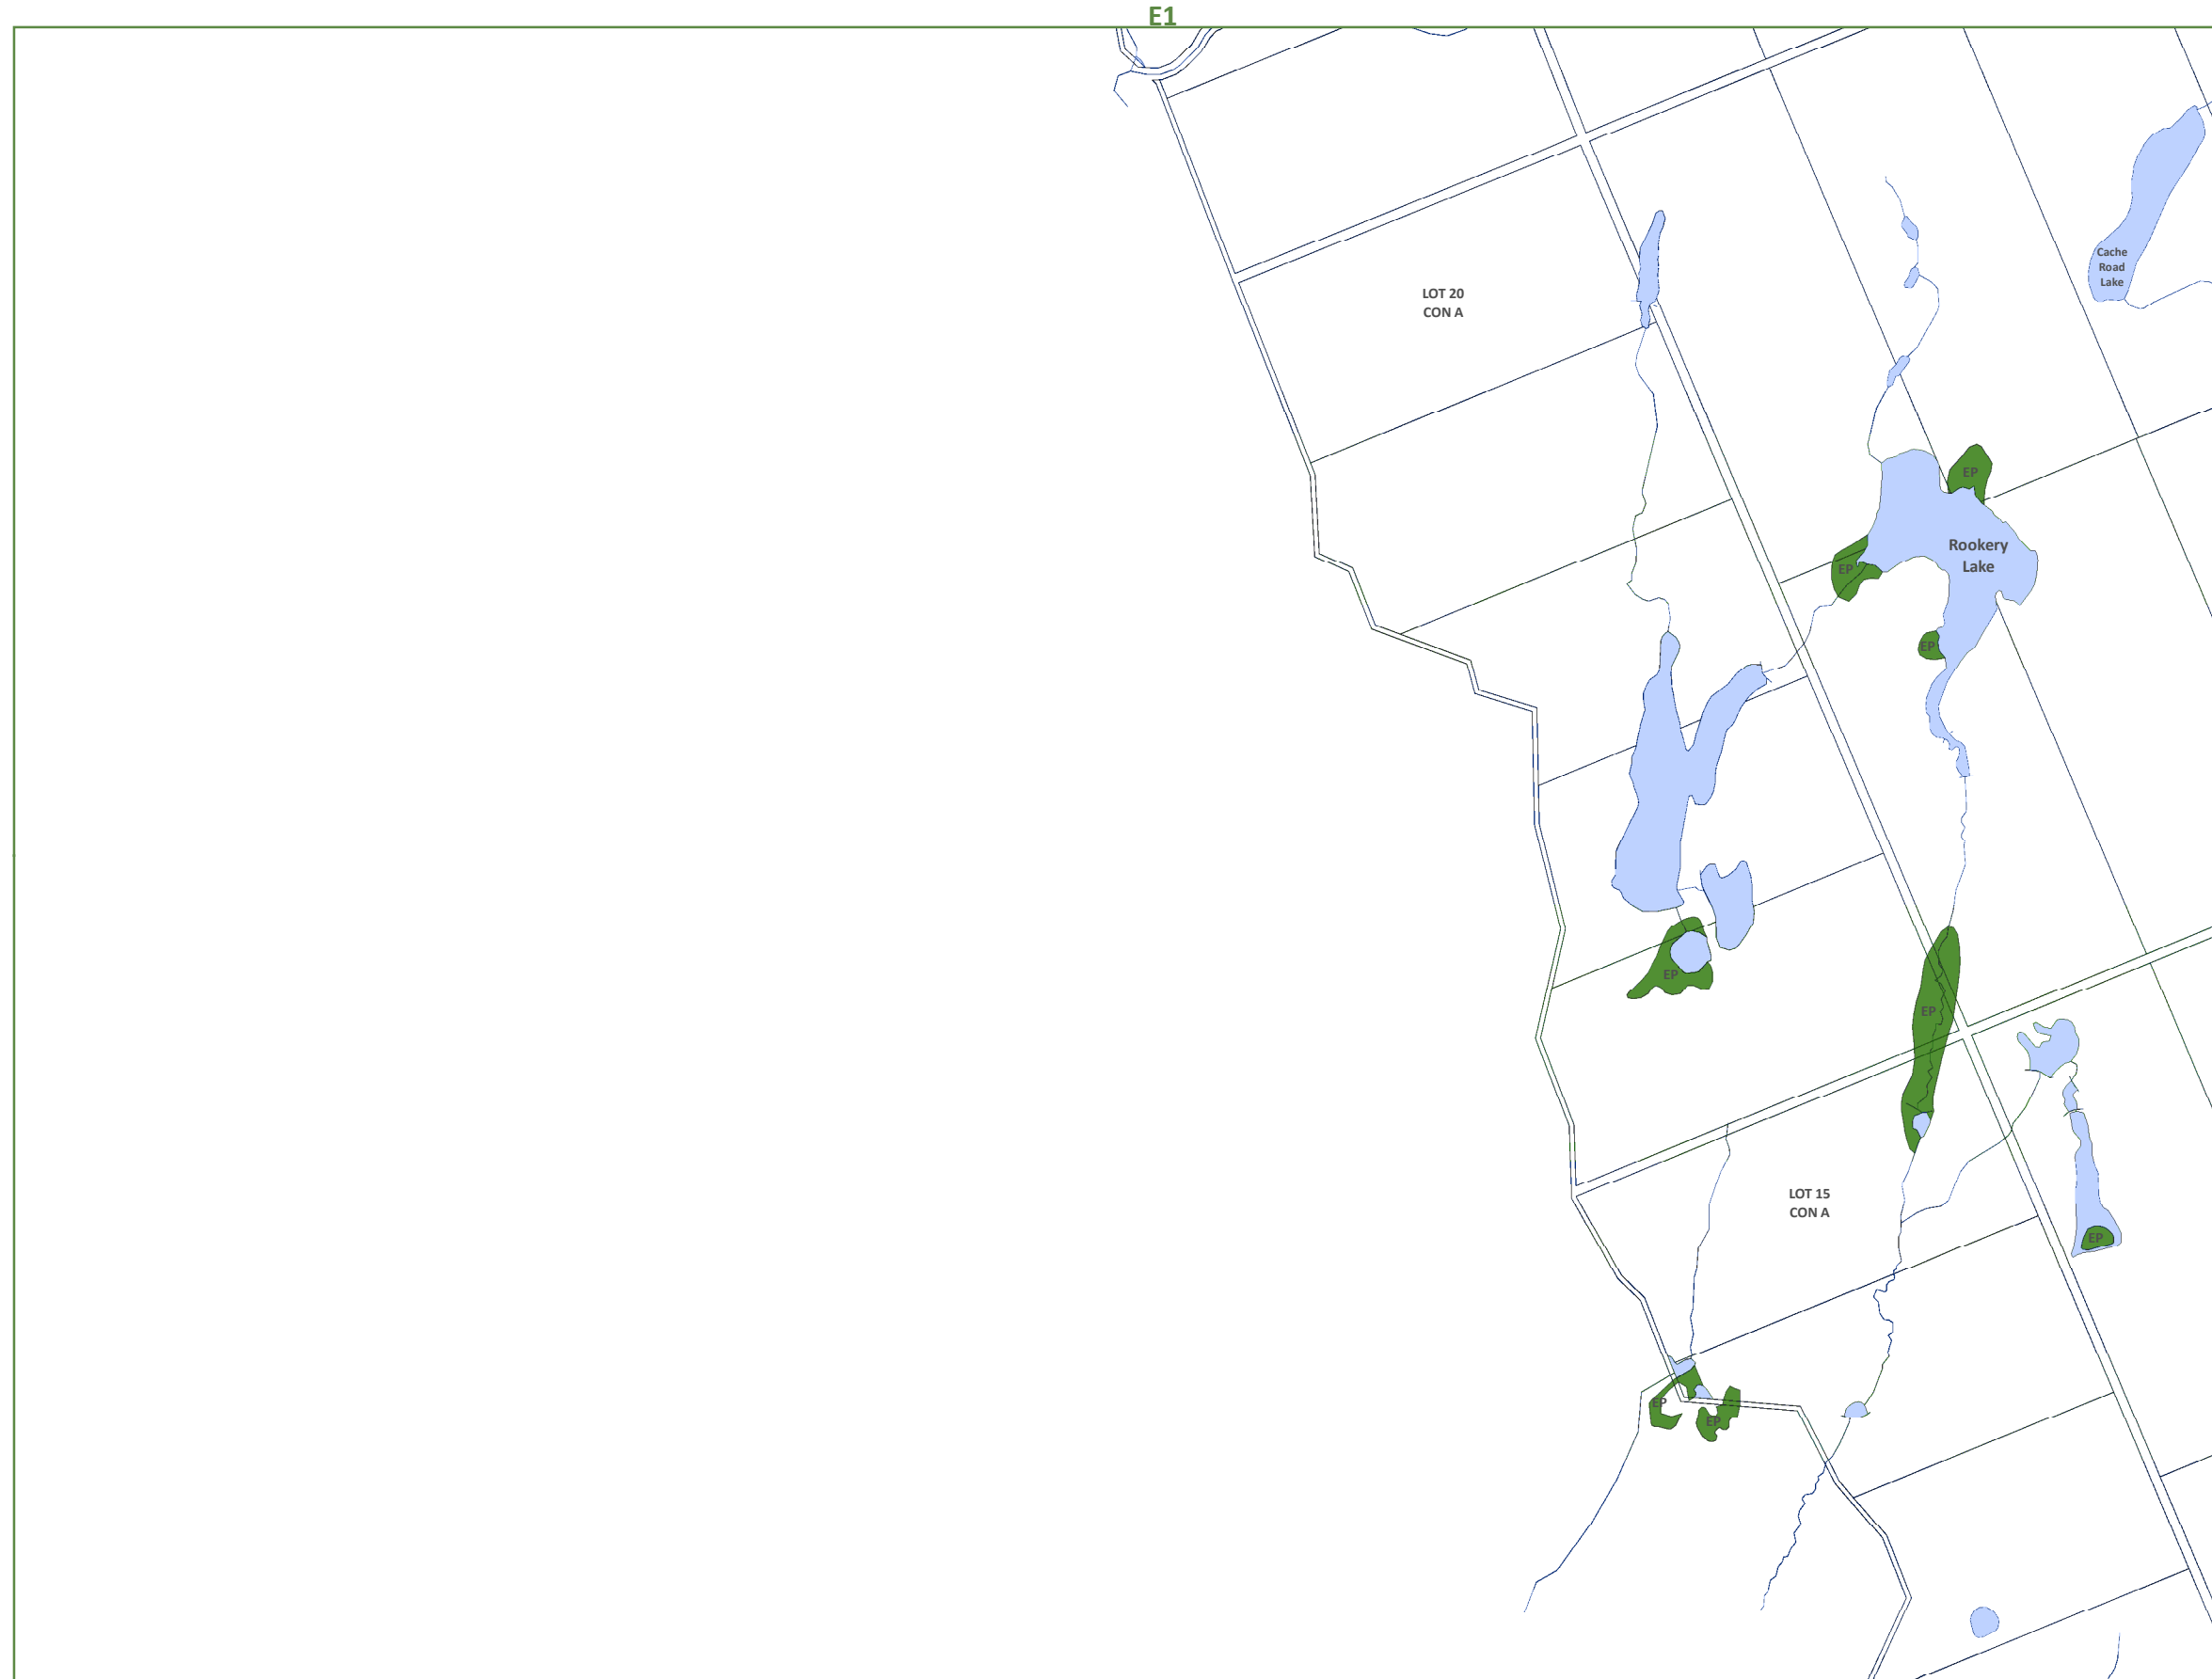 E1
Cache
Road
Lake
LOT 20
CON A
EP
Rookery
Lake
EP
EP
EP
EP
LOT 15
CON A
EP
EP
EP